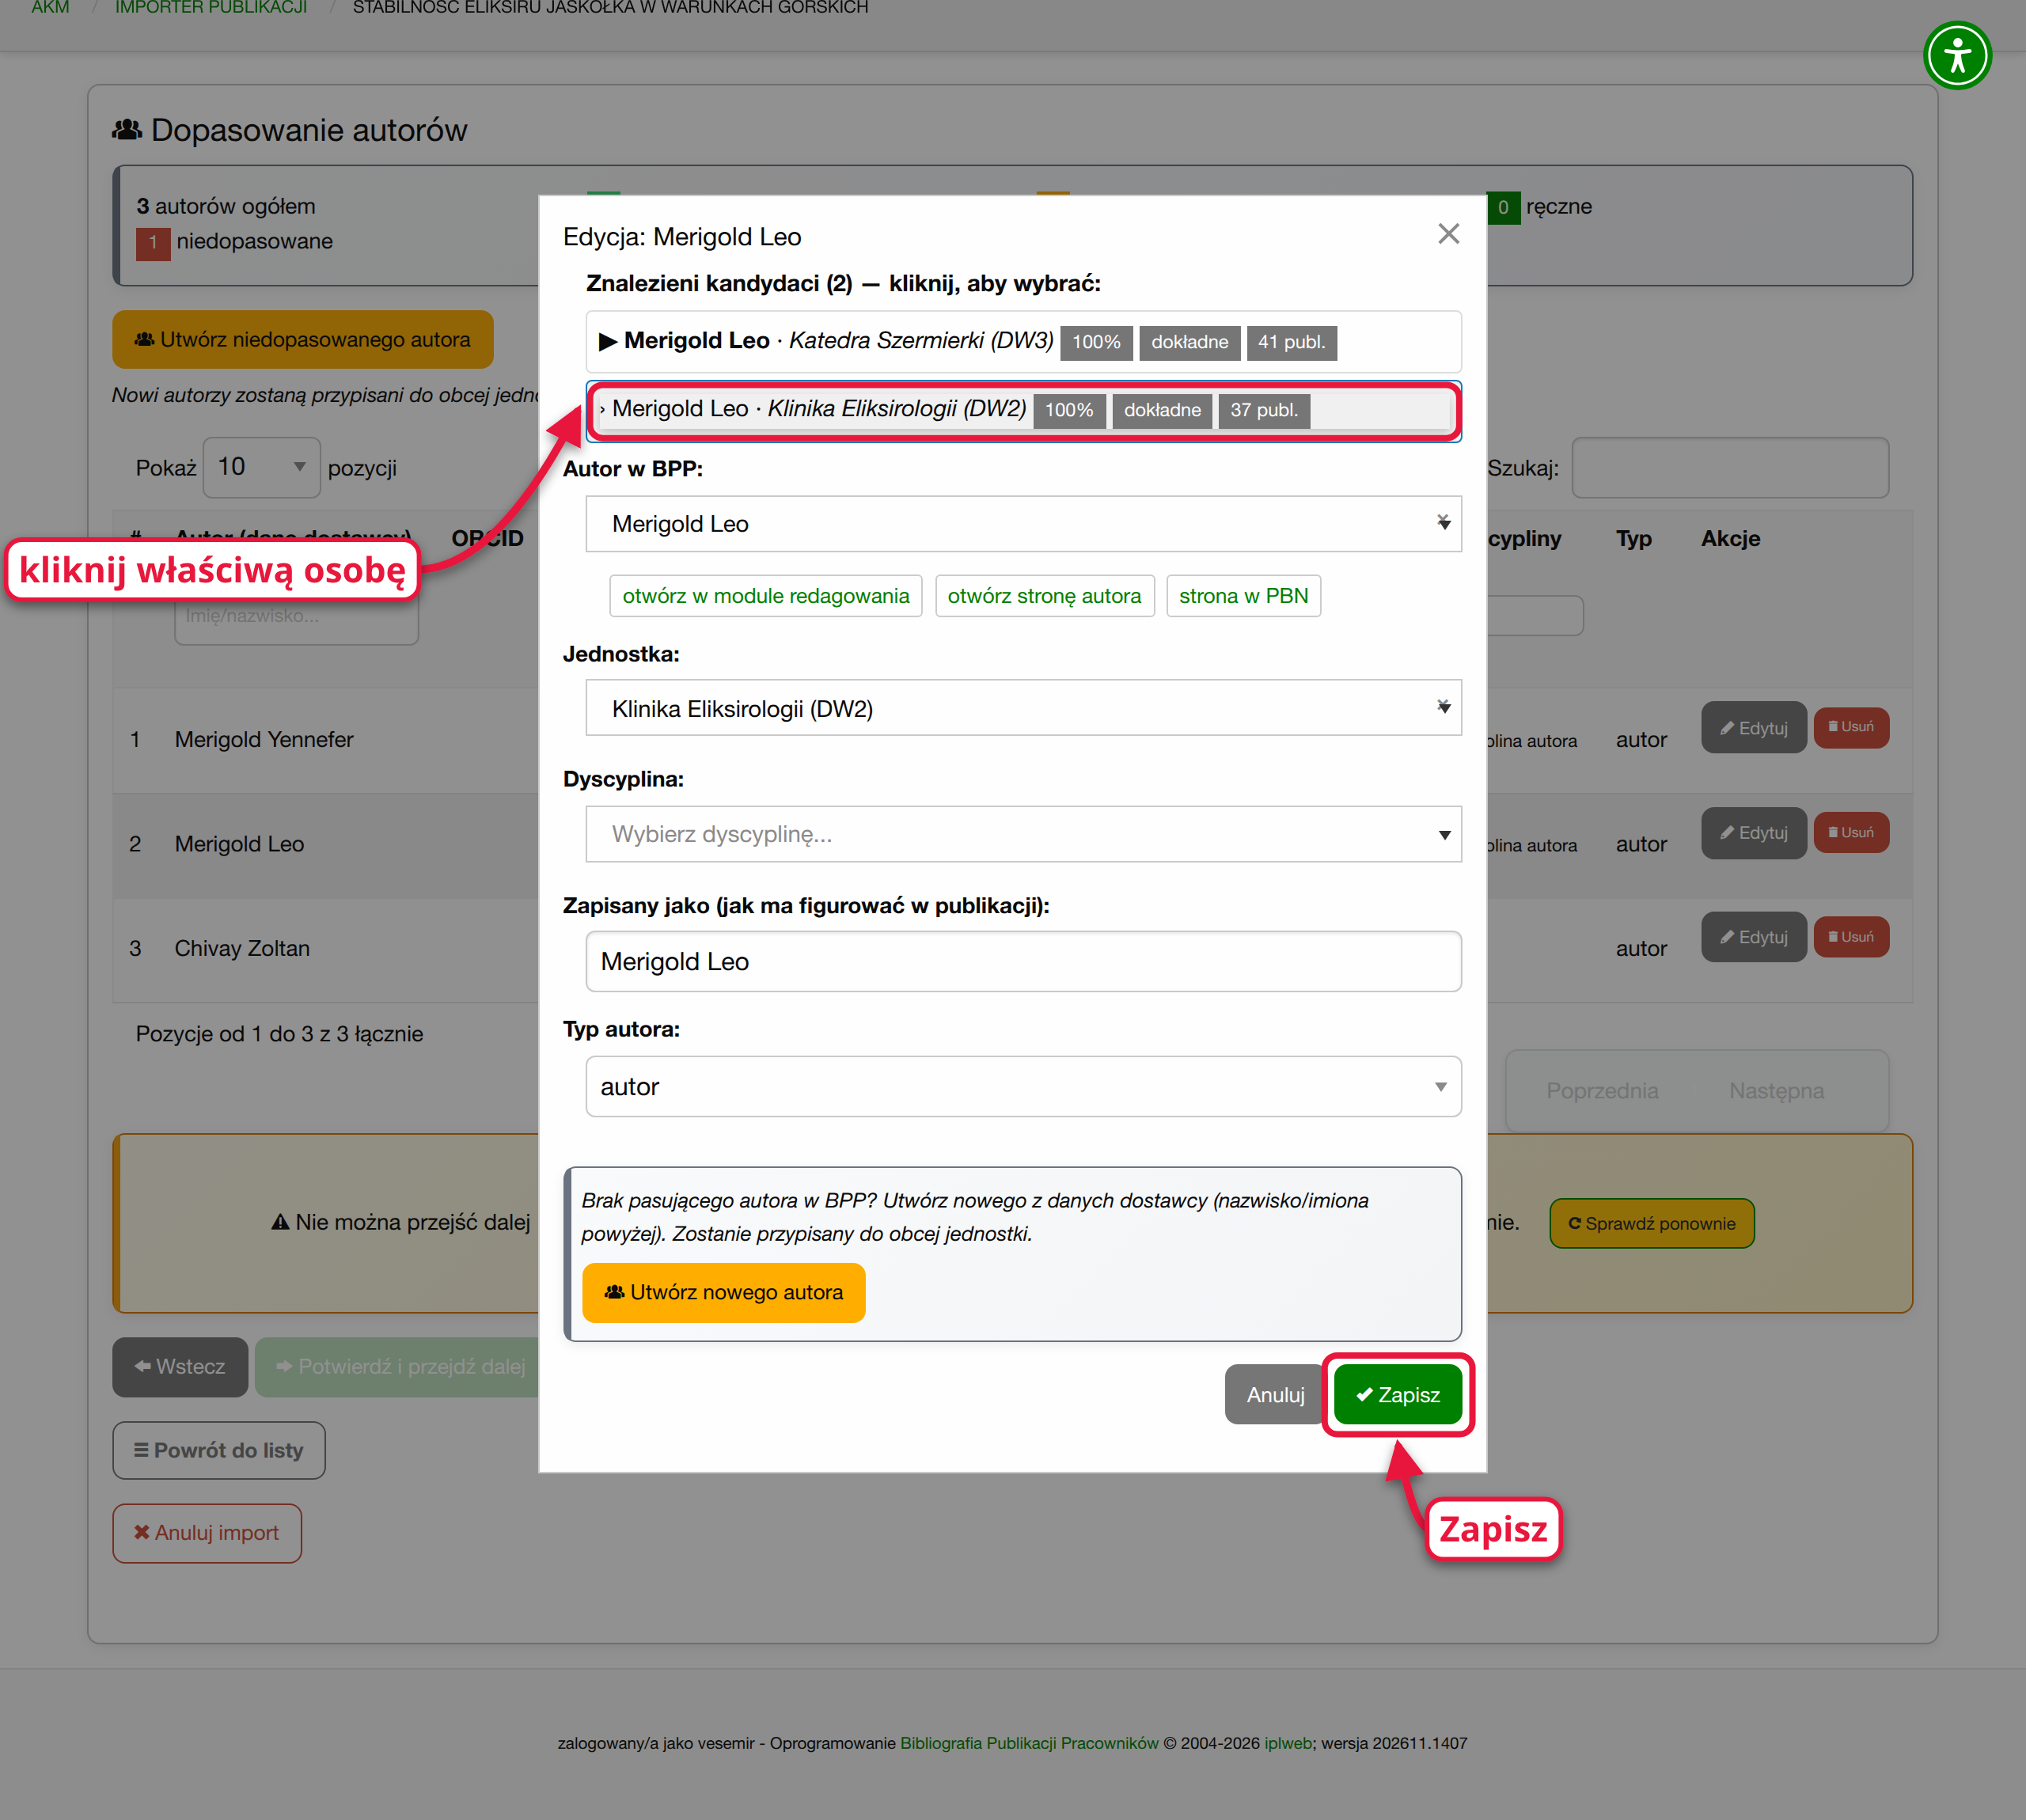 AKM / IMPORTER PUBLIKACJI / STABILNOŚĆ ELIKSIRU JASKÓŁKA W WARUNKACH GÓRSKICH
Dopasowanie autorów
3 autorów ogółem
0 ręczne
1 niedopasowane
Utwórz niedopasowanego autora
Nowi autorzy zostaną przypisani do obcej
Pokaż 10 pozycji
Szukaj:
# Autor (dane dostawcy) ORCID
Typ Akcje
Imię/nazwisko...
1 Merigold Yennefer
autora autor Edytuj Usuń
2 Merigold Leo
autora autor Edytuj Usuń
3 Chivay Zoltan
autor Edytuj Usuń
Pozycje od 1 do 3 z 3 łącznie
Poprzednia Następna
Nie można przejść dalej
Sprawdź ponownie
Wstecz
Potwierdź i przejdź dalej
Powrót do listy
Anuluj import
Edycja: Merigold Leo
Znalezieni kandydaci (2) — kliknij, aby wybrać:
▶ Merigold Leo · Katedra Szermierki (DW3) 100% dokładne 41 publ.
› Merigold Leo · Klinika Eliksirologii (DW2) 100% dokładne 37 publ.
Autor w BPP:
Merigold Leo
otwórz w module redagowania
otwórz stronę autora
strona w PBN
Jednostka:
Klinika Eliksirologii (DW2)
Dyscyplina:
Wybierz dyscyplinę...
Zapisany jako (jak ma figurować w publikacji):
Merigold Leo
Typ autora:
autor
Brak pasującego autora w BPP? Utwórz nowego z danych dostawcy (nazwisko/imiona
powyżej). Zostanie przypisany do obcej jednostki.
Utwórz nowego autora
Anuluj
Zapisz
kliknij właściwą osobę
Zapisz
zalogowany/a jako vesemir - Oprogramowanie Bibliografia Publikacji Pracowników © 2004-2026 iplweb; wersja 202611.1407